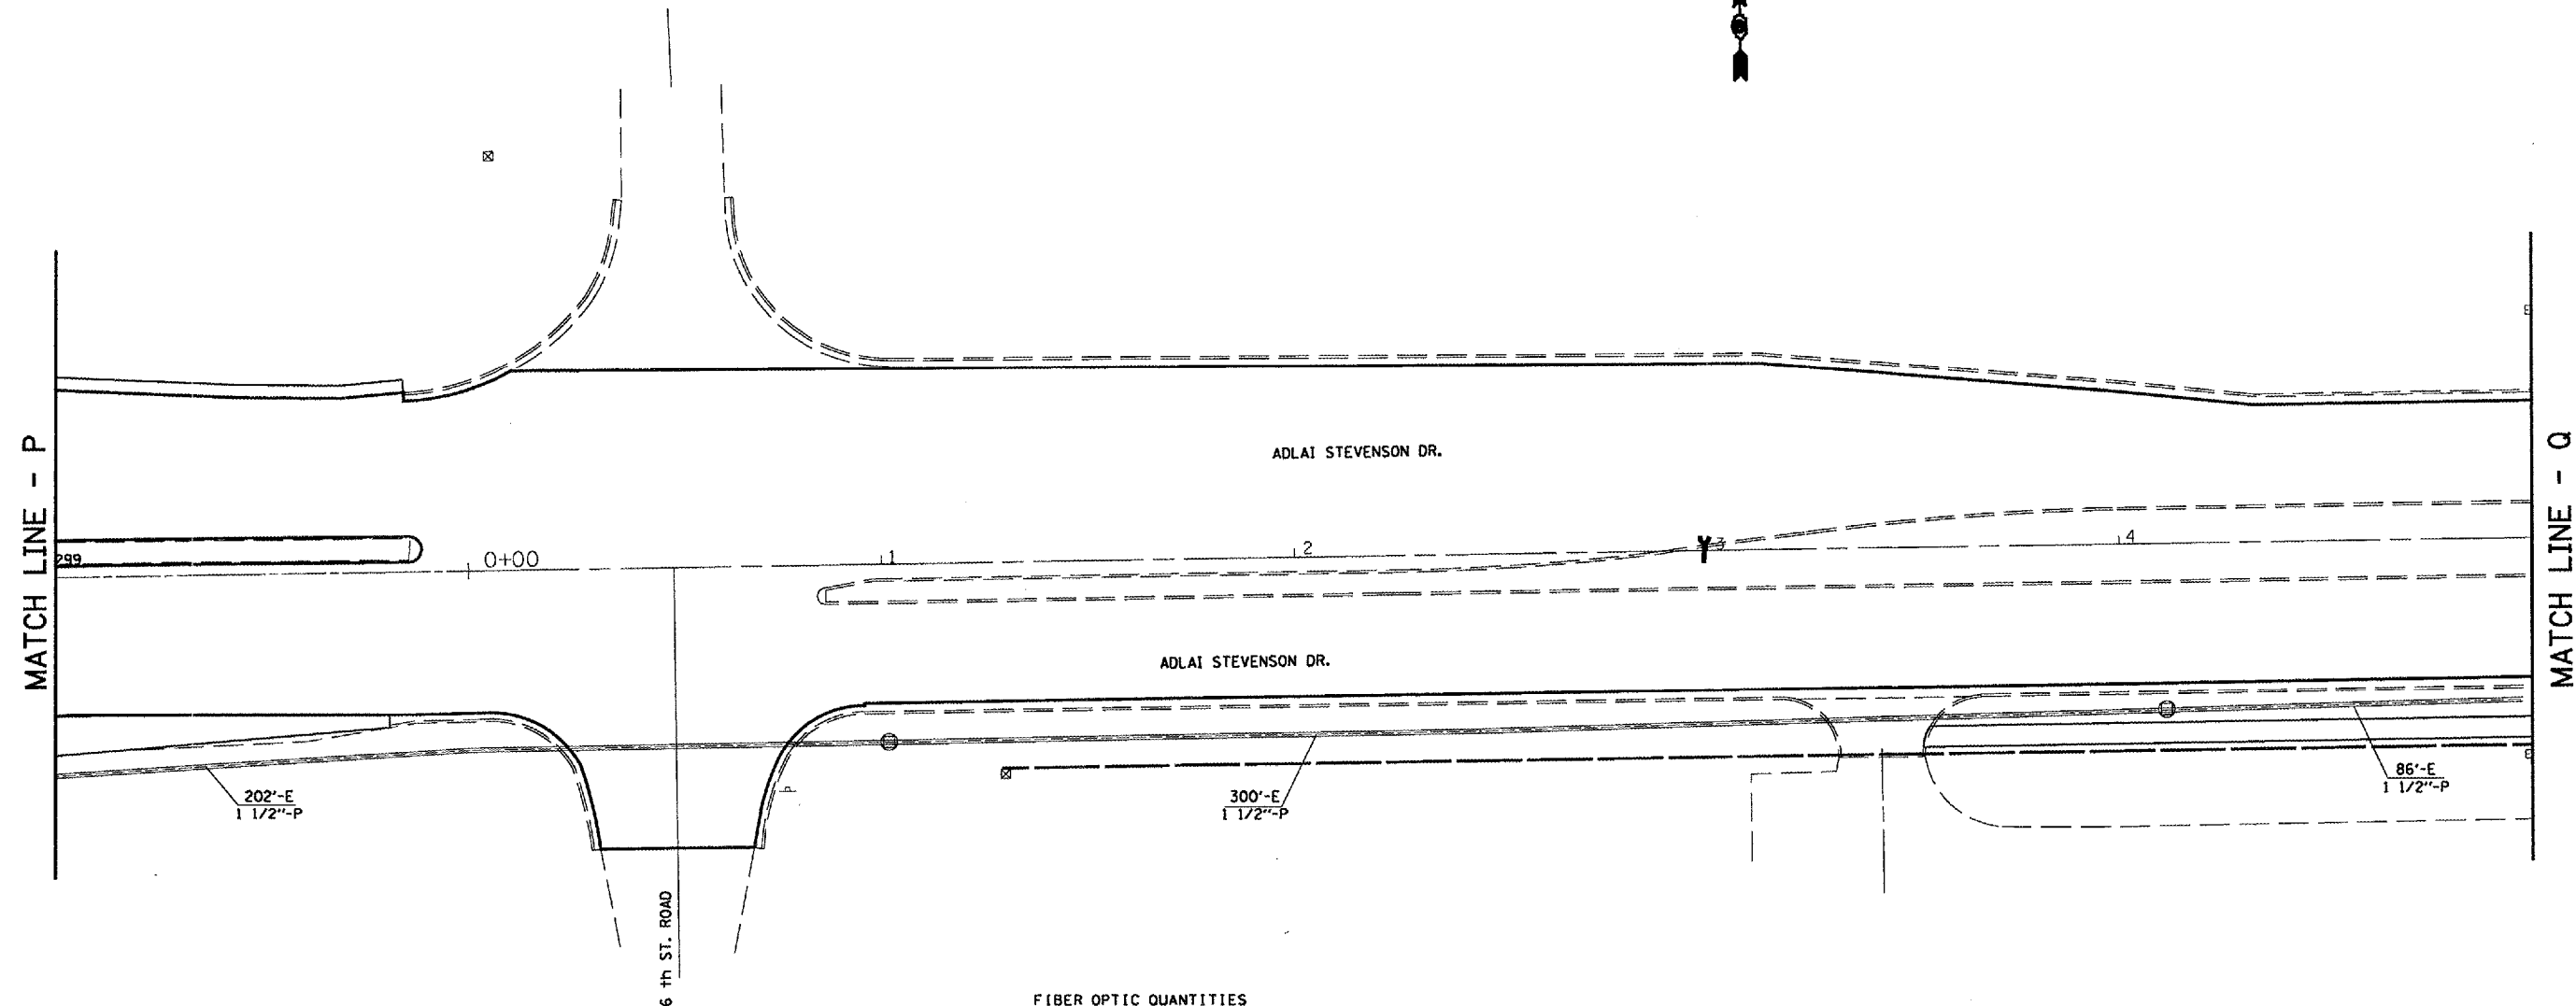 ADLAI STEVENSON DR.
MATCH LINE - P
MATCH LINE - Q
299
0+00
1
2
3
4
ADLAI STEVENSON DR.
202'-E
1 1/2"-P
300'-E
1 1/2"-P
86'-E
1 1/2"-P
6 th ST. ROAD
FIBER OPTIC QUANTITIES